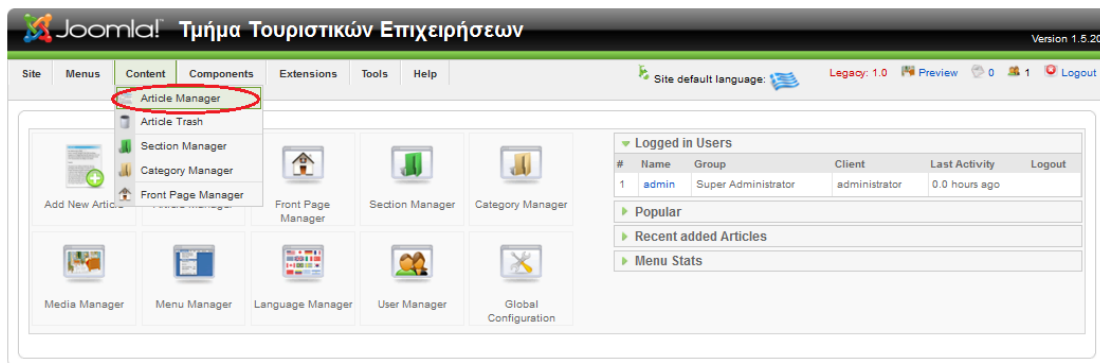 Joomla! Τμήμα Τουριστικών Επιχειρήσεων
Version 1.5.20
Site Menus Content Components Extensions Tools Help
Site default language: Legacy: 1.0 Preview 0 1 Logout
Article Manager
Article Trash
Section Manager
Category Manager
Front Page Manager
Add New Article
Front Page Manager
Section Manager
Category Manager
Media Manager
Menu Manager
Language Manager
User Manager
Global Configuration
Logged in Users
# Name Group Client Last Activity Logout
1 admin Super Administrator administrator 0.0 hours ago
Popular
Recent added Articles
Menu Stats